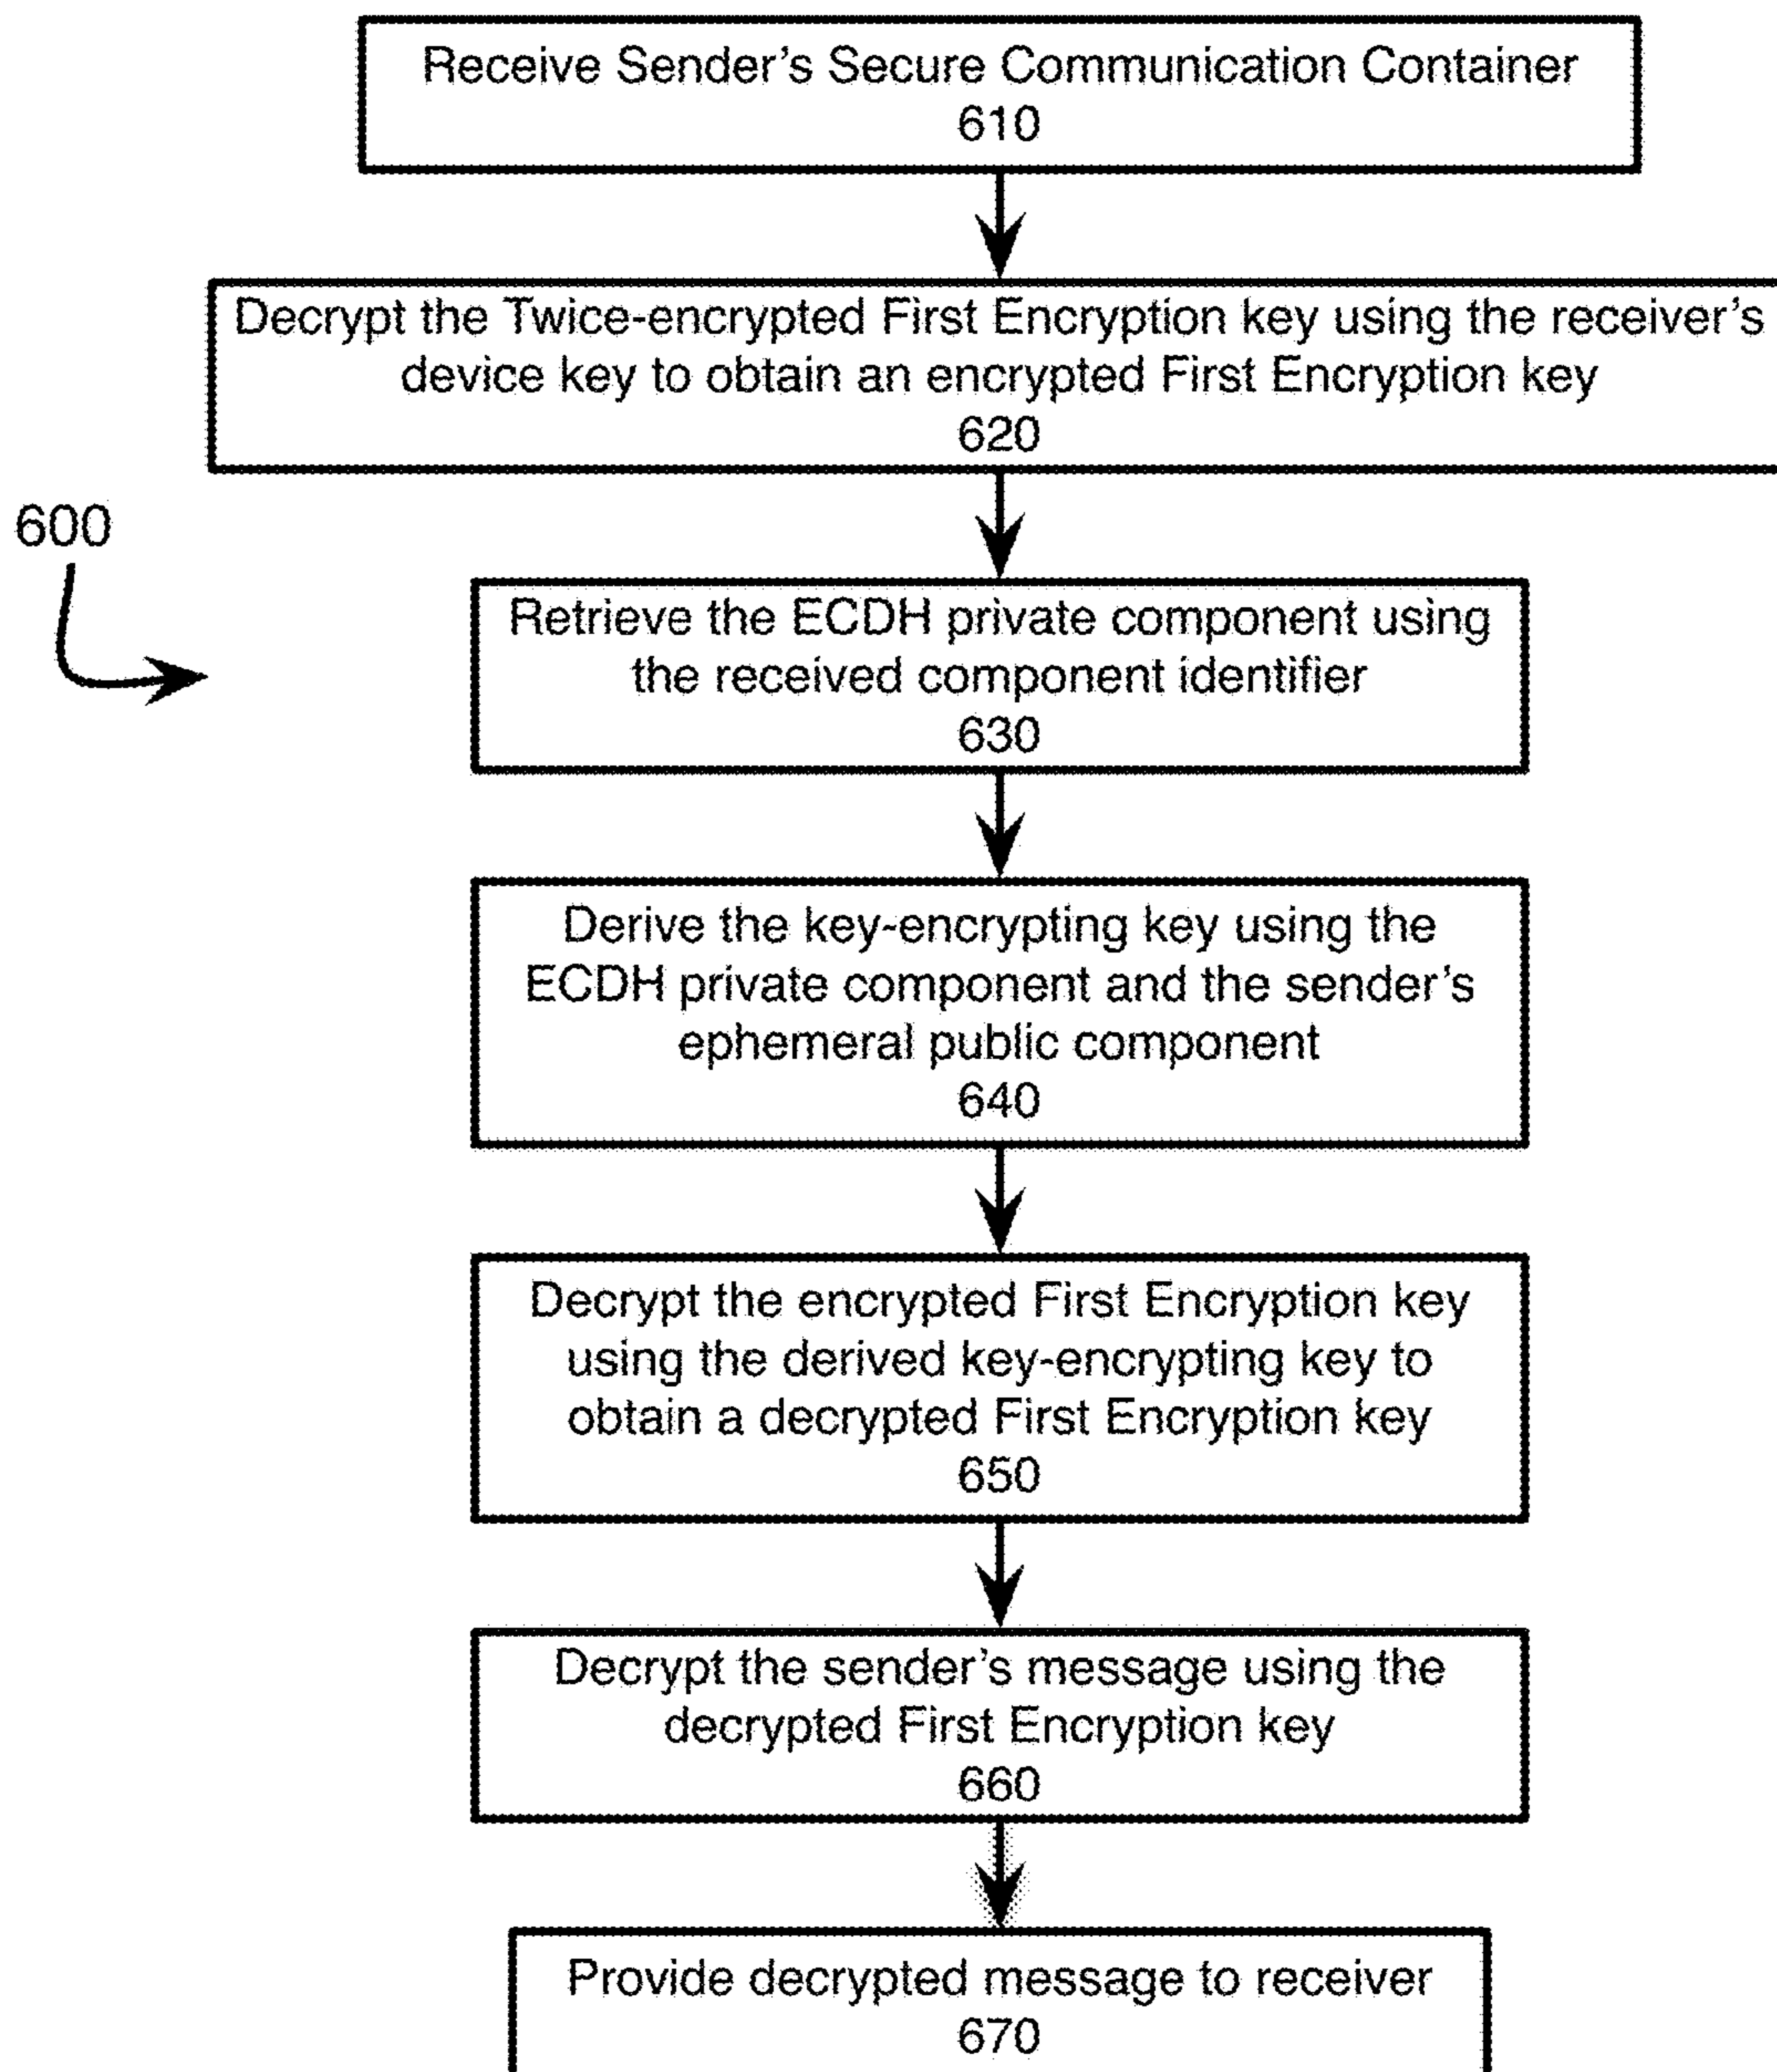 Receive Sender's Secure Communication Container
610
Decrypt the Twice-encrypted First Encryption key using the receiver's
device key to obtain an encrypted First Encryption key
620
600
Retrieve the ECDH private component using
the received component identifier
630
Derive the key-encrypting key using the
ECDH private component and the sender's
ephemeral public component
640
Decrypt the encrypted First Encryption key
using the derived key-encrypting key to
obtain a decrypted First Encryption key
650
Decrypt the sender's message using the
decrypted First Encryption key
660
Provide decrypted message to receiver
670